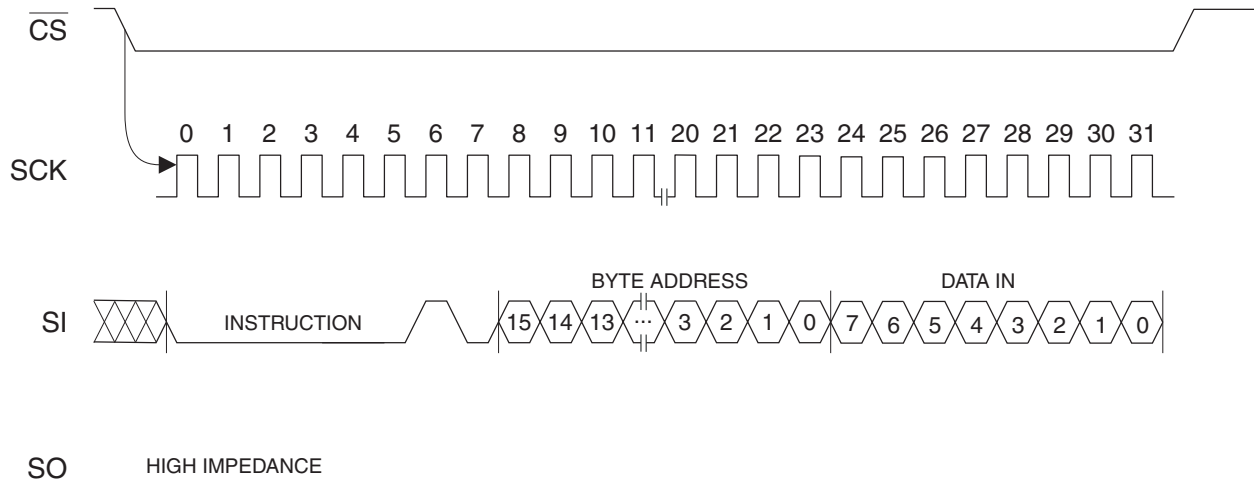 CS
0 1 2 3 4 5 6 7 8 9 10 11 20 21 22 23 24 25 26 27 28 29 30 31
SCK
BYTE ADDRESS DATA IN
SI INSTRUCTION 15 14 13 ... 3 2 1 0 7 6 5 4 3 2 1 0
SO HIGH IMPEDANCE